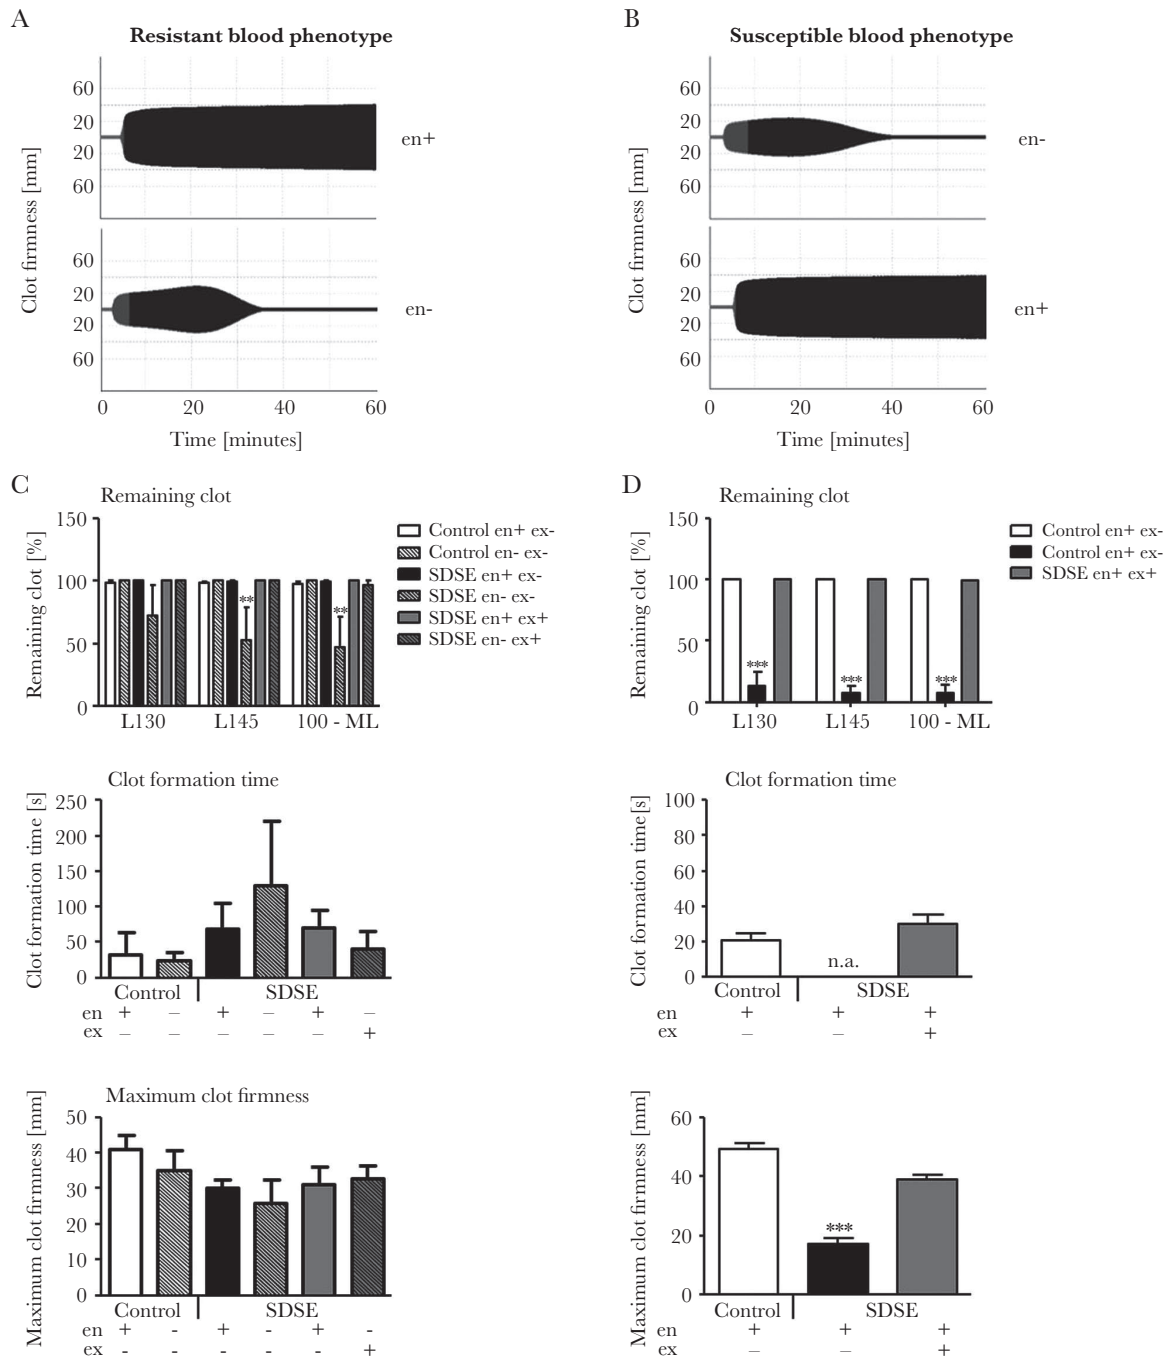 A
Resistant blood phenotype
Clot firmness [mm]
60
20
20
60
en+
60
20
20
60
en-
0 20 40 60
Time [minutes]
B
Susceptible blood phenotype
Clot firmness [mm]
60
20
20
60
en-
60
20
20
60
en+
0 20 40 60
Time [minutes]
C
Remaining clot
Remaining clot [%]
150
100
50
0
** **
L130 L145 100 - ML
Control en+ ex-
Control en- ex-
SDSE en+ ex-
SDSE en- ex-
SDSE en+ ex+
SDSE en- ex+
Clot formation time
Clot formation time [s]
250
200
150
100
50
0
Control SDSE
en + – + – + –
ex – – – – – +
Maximum clot firmness
Maximum clot firmness [mm]
50
40
30
20
10
0
Control SDSE
en + - + - + -
ex - - - - - +
D
Remaining clot
Remaining clot [%]
150
100
50
0
*** *** ***
L130 L145 100 - ML
Control en+ ex-
Control en+ ex-
SDSE en+ ex+
Clot formation time
Clot formation time[s]
100
80
60
40
20
0
n.a.
Control SDSE
en + + +
ex – – +
Maximum clot firmness [mm]
60
40
20
0
***
Control SDSE
en + + +
ex – – +